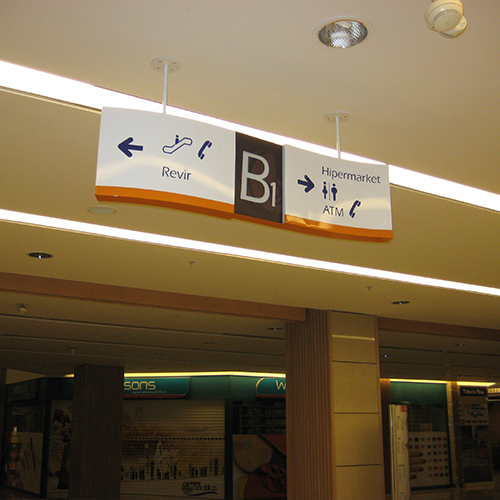 Revir
B1
Hipermarket
ATM
SONS
W